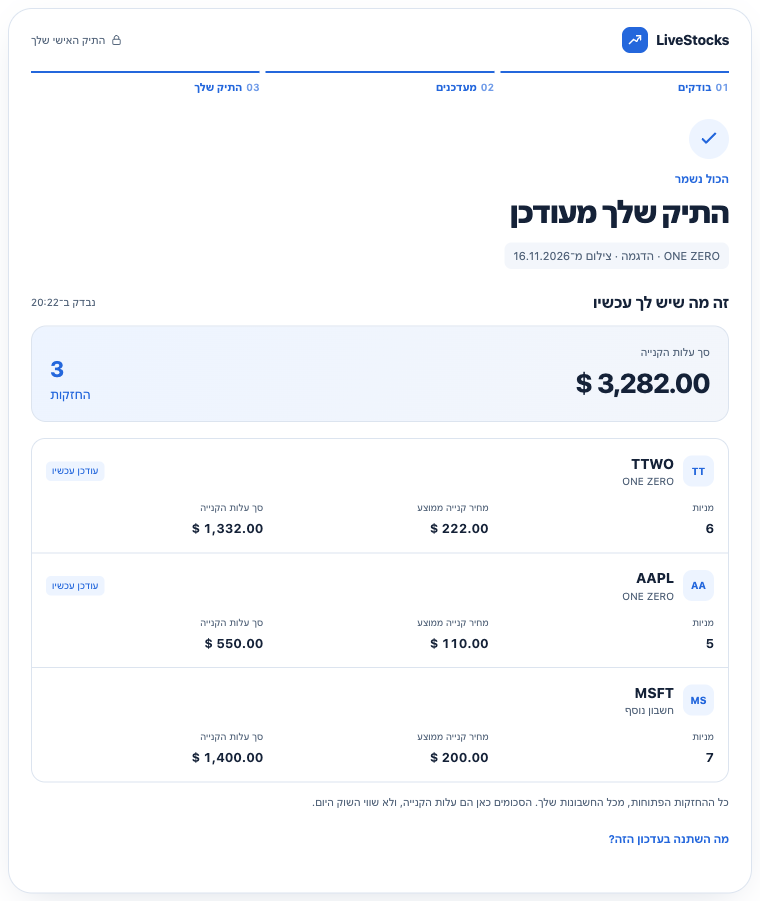 LiveStocks
התיק האישי שלך
01 בודקים
02 מעדכנים
03 התיק שלך
הכול נשמר
התיק שלך מעודכן
ONE ZERO · הדגמה · צילום מ־16.11.2026
זה מה שיש לך עכשיו
נבדק ב־20:22
סך עלות הקנייה
$ 3,282.00
3
החזקות
TT
TTWO
ONE ZERO
עודכן עכשיו
מניות
מחיר קנייה ממוצע
סך עלות הקנייה
6
$ 222.00
$ 1,332.00
AA
AAPL
ONE ZERO
עודכן עכשיו
מניות
מחיר קנייה ממוצע
סך עלות הקנייה
5
$ 110.00
$ 550.00
MS
MSFT
חשבון נוסף
מניות
מחיר קנייה ממוצע
סך עלות הקנייה
7
$ 200.00
$ 1,400.00
כל ההחזקות הפתוחות, מכל החשבונות שלך. הסכומים כאן הם עלות הקנייה, ולא שווי השוק היום.
מה השתנה בעדכון הזה?